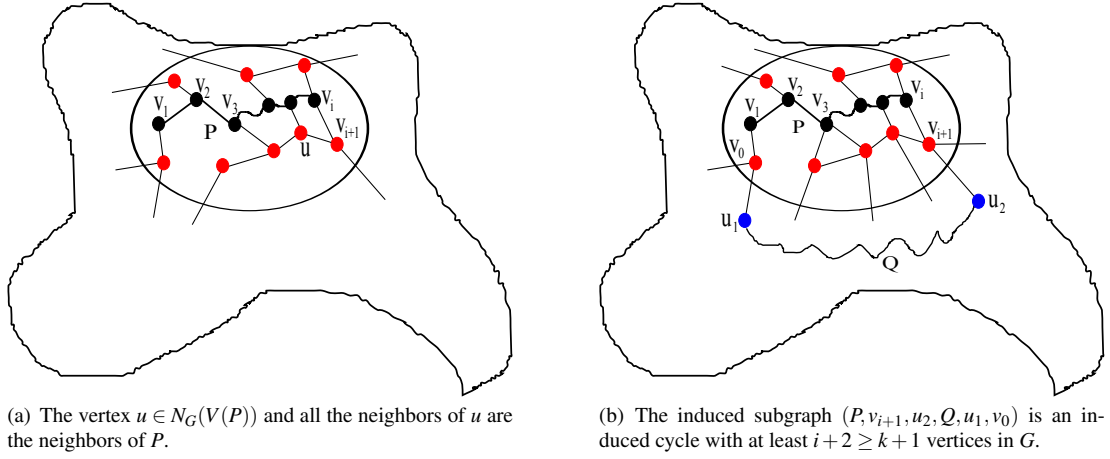 v1
v2
v3
P
vi
vi+1
u
v0
v1
v2
v3
P
vi
vi+1
u1
u2
Q
(a) The vertex u ∈ NG(V(P)) and all the neighbors of u are
the neighbors of P.
(b) The induced subgraph (P,vi+1,u2,Q,u1,v0) is an in-
duced cycle with at least i+2 ≥ k+1 vertices in G.